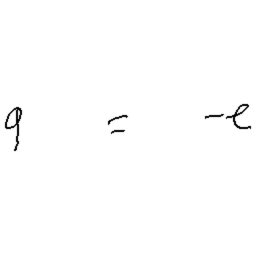 q = -e